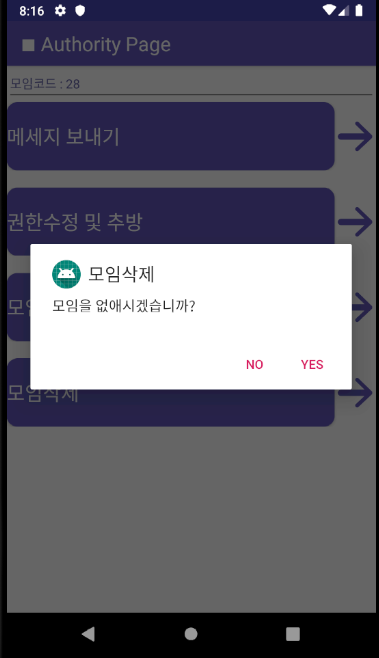 8:16
■ Authority Page
모임코드 : 28
메세지 보내기
권한수정 및 추방
모임삭제
모임을 없애시겠습니까?
NO YES
모임삭제